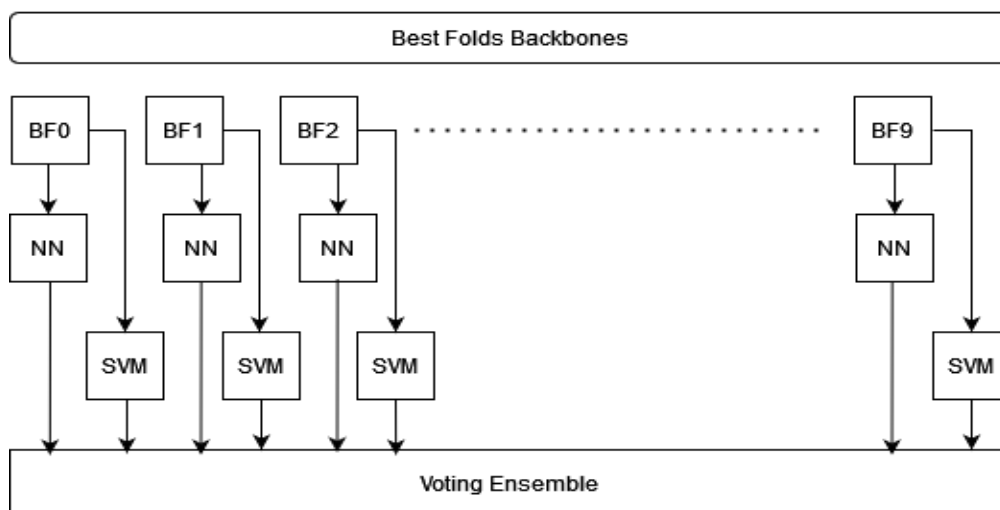 Best Folds Backbones
BF0 BF1 BF2 BF9
NN NN NN NN
SVM SVM SVM SVM
Voting Ensemble